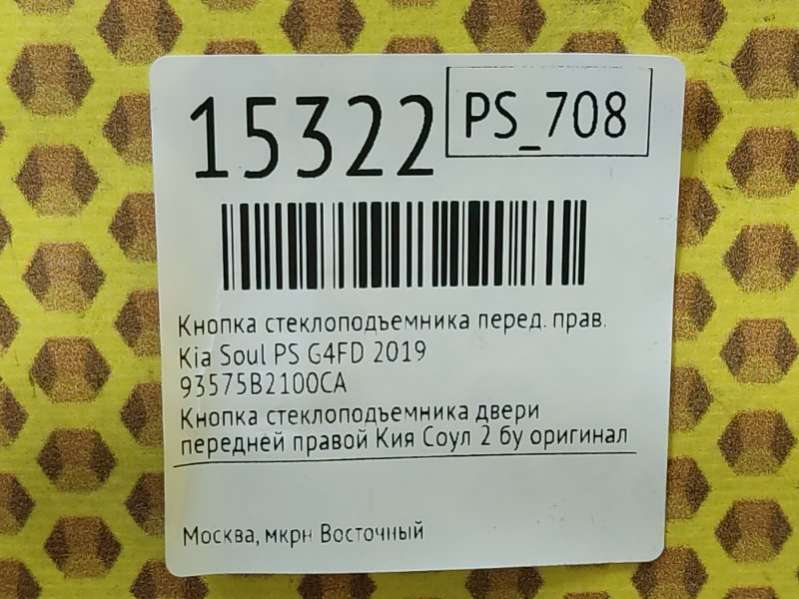 15322
PS_708
Кнопка стеклоподъемника перед. прав.
Kia Soul PS G4FD 2019
93575B2100CA
Кнопка стеклоподъемника двери
передней правой Кия Соул 2 бу оригинал
Москва, мкрн Восточный